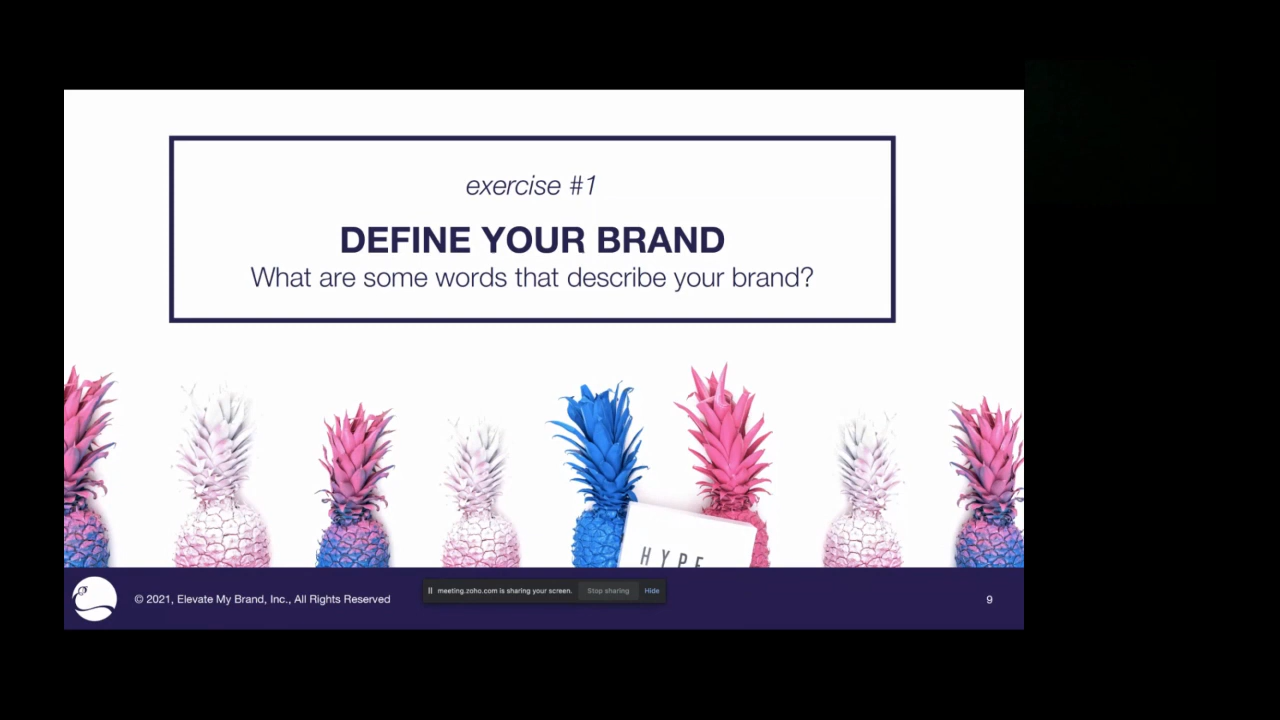 exercise #1
DEFINE YOUR BRAND
What are some words that describe your brand?
HYPE
© 2021, Elevate My Brand, Inc., All Rights Reserved
meeting.zoho.com is sharing your screen. Stop sharing Hide
9